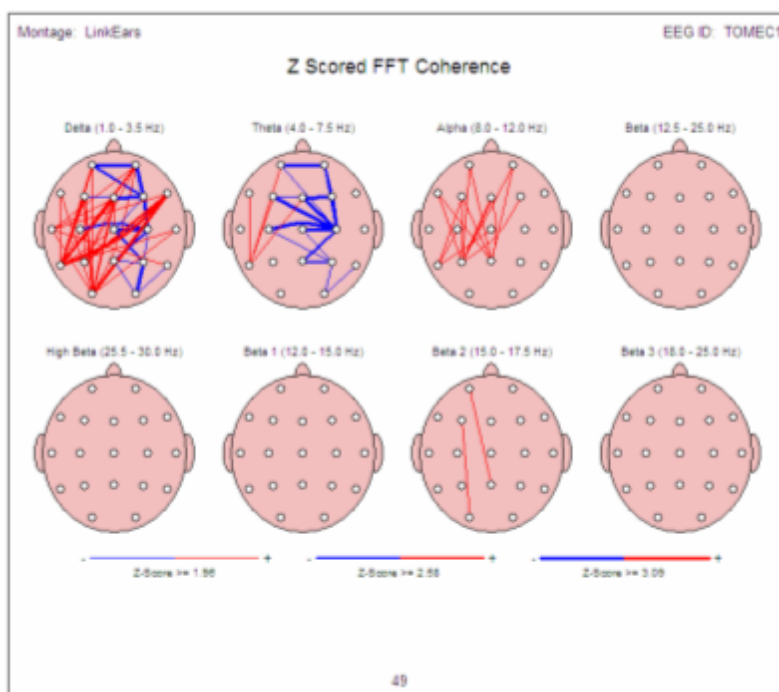 Montage: LinkEars EEG ID: TOMEC1
Z Scored FFT Coherence
Delta (1.0 - 3.5 Hz) Theta (4.0 - 7.5 Hz) Alpha (8.0 - 12.0 Hz) Beta (12.5 - 25.0 Hz)
High Beta (25.5 - 30.0 Hz) Beta 1 (12.0 - 15.0 Hz) Beta 2 (15.0 - 17.5 Hz) Beta 3 (18.0 - 25.0 Hz)
- + - + - +
Z-Score >= 1.96 Z-Score >= 2.58 Z-Score >= 3.09
49